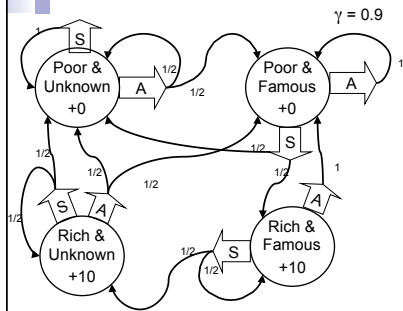 γ = 0.9
1
S
Poor &
Unknown
+0
A
1/2
1/2
Poor &
Famous
+0
A
1
S
1/2
1/2
1/2
1/2
1/2
1
S
A
Rich &
Unknown
+10
1/2
A
S
1/2
1/2
Rich &
Famous
+10